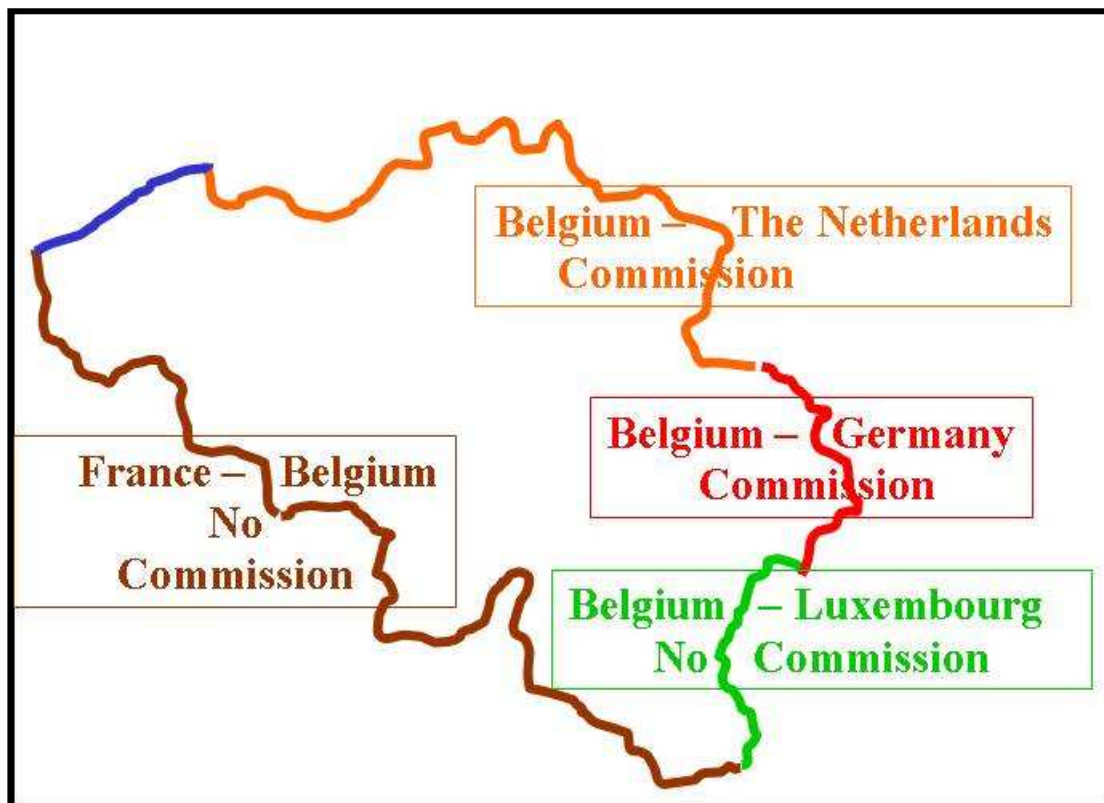 Belgium – The Netherlands
Commission
Belgium – Germany
Commission
France – Belgium
No
Commission
Belgium – Luxembourg
No Commission